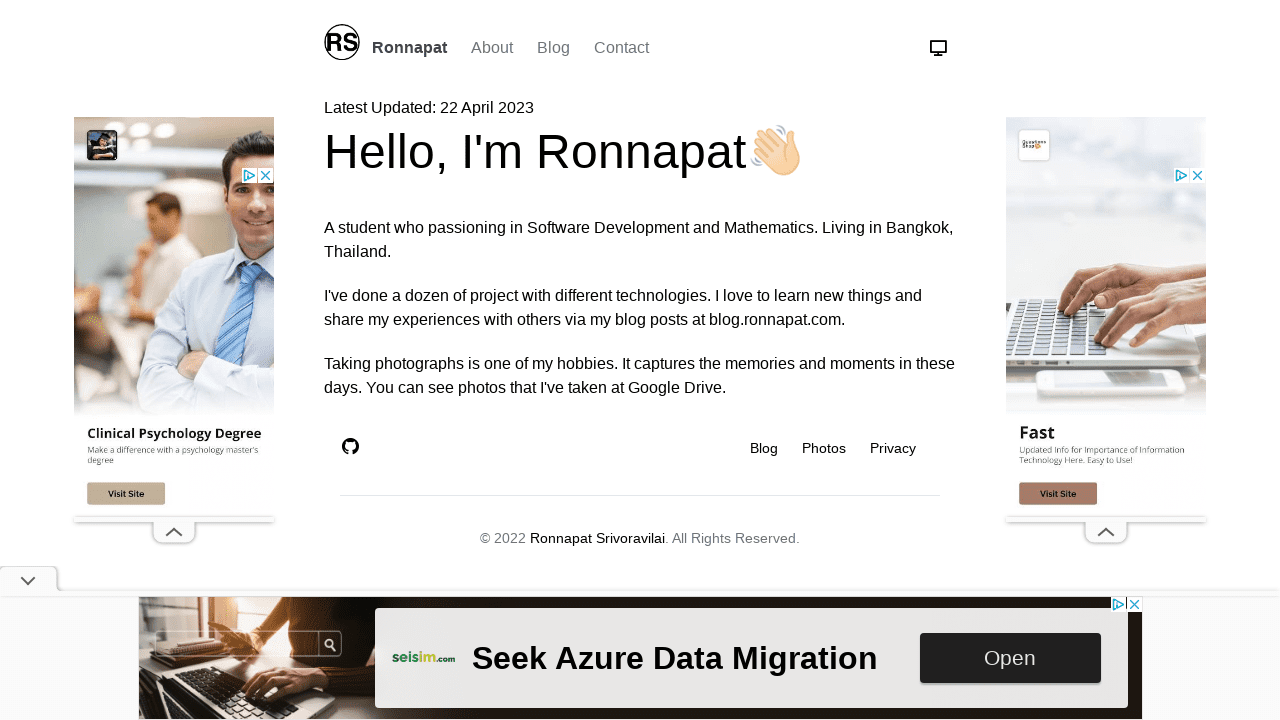 RS
Ronnapat About Blog Contact
Latest Updated: 22 April 2023
Hello, I'm Ronnapat👋🏼
A student who passioning in Software Development and Mathematics. Living in Bangkok,
Thailand.
I've done a dozen of project with different technologies. I love to learn new things and
share my experiences with others via my blog posts at blog.ronnapat.com.
Taking photographs is one of my hobbies. It captures the memories and moments in these
days. You can see photos that I've taken at Google Drive.
Blog Photos Privacy
© 2022 Ronnapat Srivoravilai. All Rights Reserved.
Clinical Psychology Degree
Make a difference with a psychology master's
degree
Visit Site
Fast
Updated Info for Importance of Information
Technology Here. Easy to Use!
Visit Site
seisim.com
Seek Azure Data Migration
Open